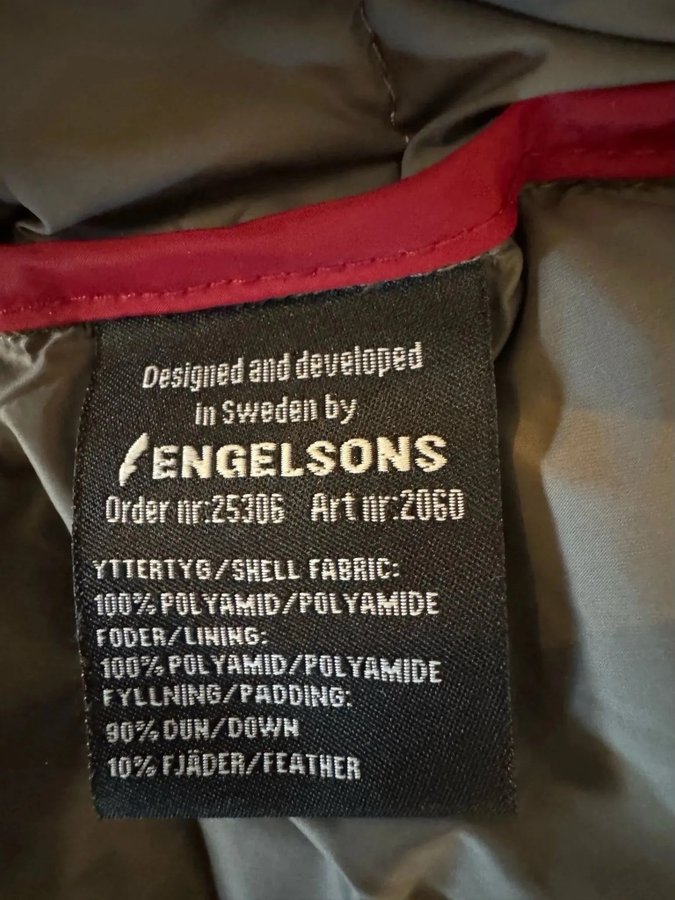 Designed and developed
in Sweden by
ENGELSONS
Order nr:25306 Art nr:2060
YTTERTYG/SHELL FABRIC:
100% POLYAMID/POLYAMIDE
FODER/LINING:
100% POLYAMID/POLYAMIDE
FYLLNING/PADDING:
90% DUN/DOWN
10% FJÄDER/FEATHER